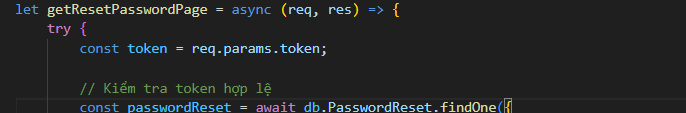 let getResetPasswordPage = async (req, res) => {
try {
const token = req.params.token;
// Kiểm tra token hợp lệ
const passwordReset = await db.PasswordReset.findOne({